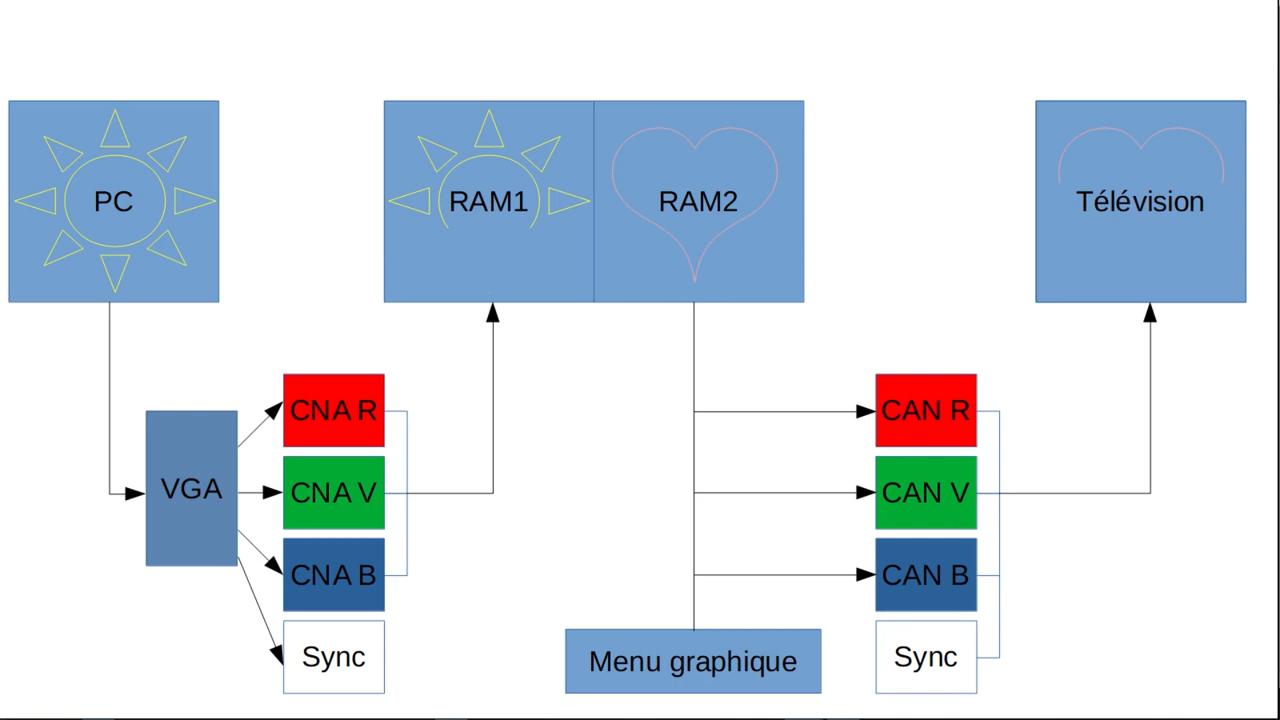 PC
RAM1
RAM2
Télévision
VGA
CNA R
CNA V
CNA B
Sync
Menu graphique
CAN R
CAN V
CAN B
Sync